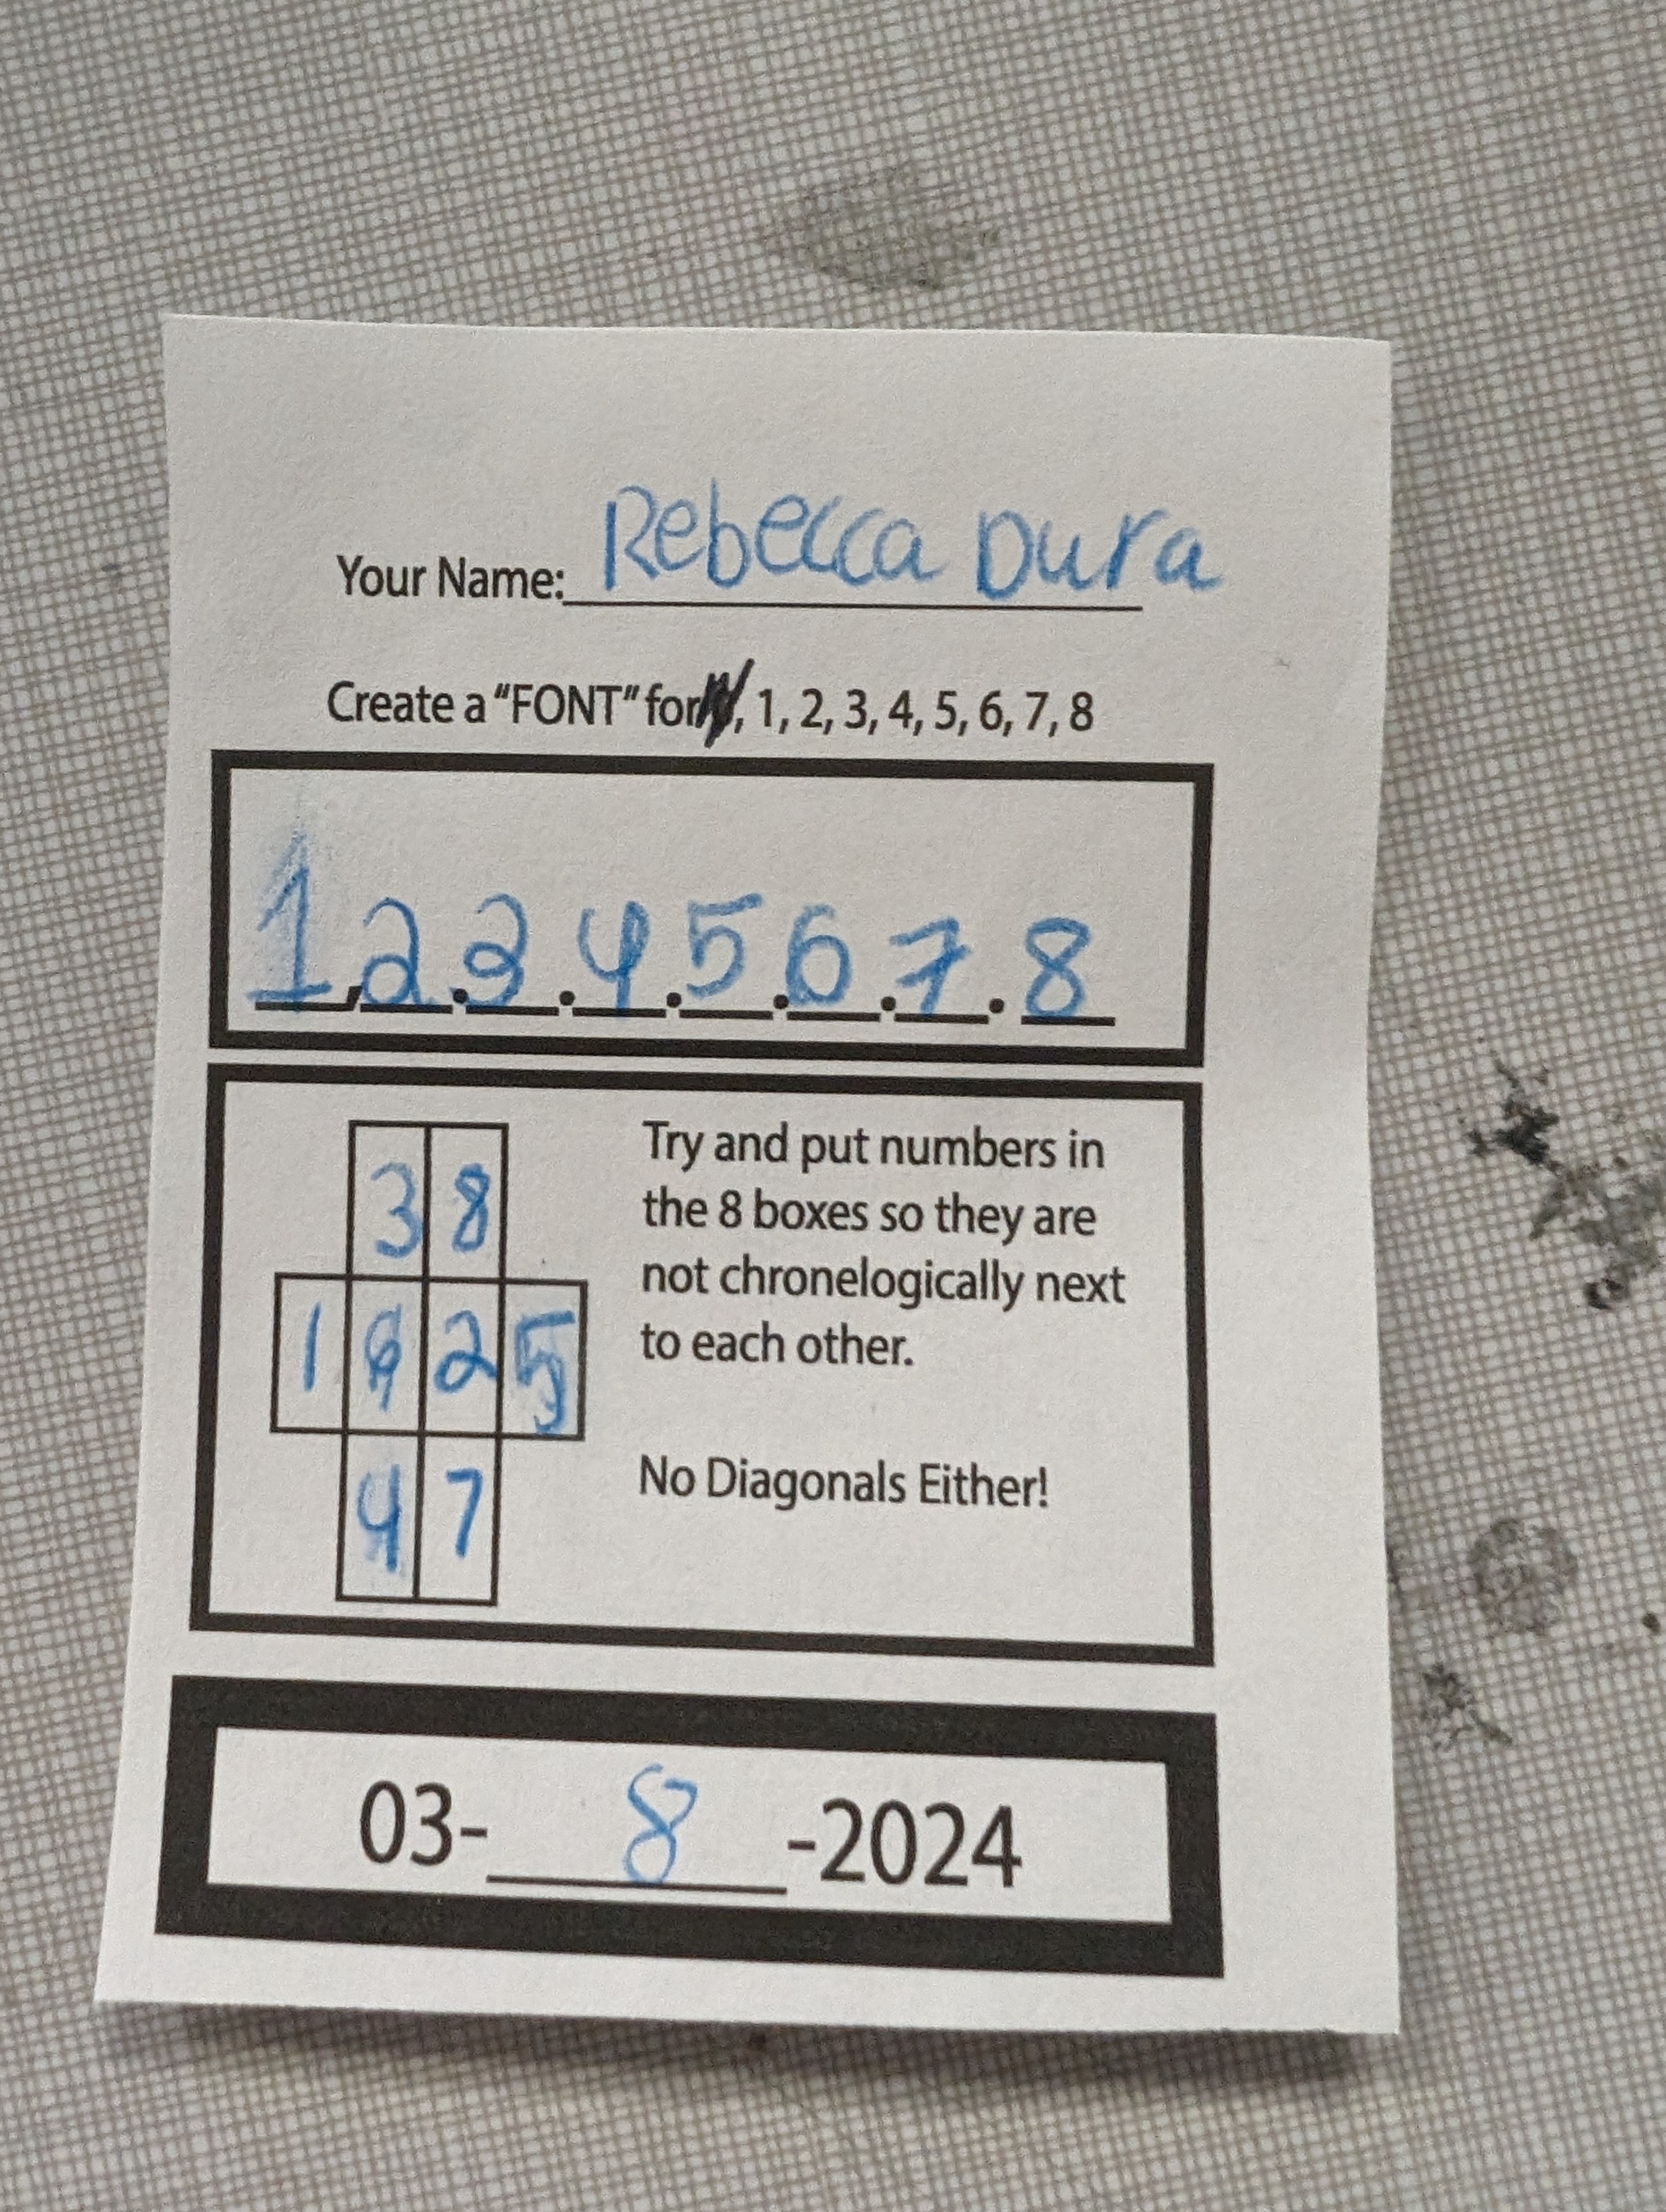 Your Name: Rebecca Dura
Create a "FONT" for , 1, 2, 3, 4, 5, 6, 7, 8
1,2.3.4.5.6.7.8
3 8
1 6 2 5
4 7
Try and put numbers in
the 8 boxes so they are
not chronelogically next
to each other.
No Diagonals Either!
03- 8 -2024